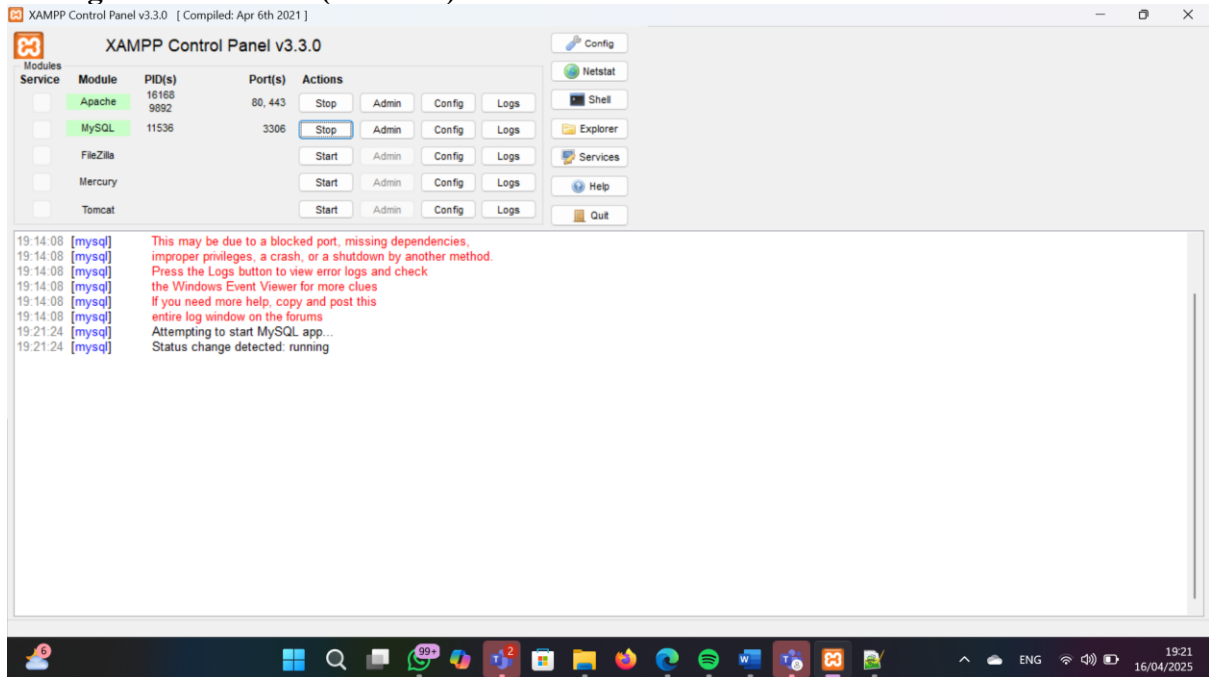 XAMPP Control Panel v3.3.0 [ Compiled: Apr 6th 2021 ]
XAMPP Control Panel v3.3.0
Modules
Service Module PID(s) Port(s) Actions
Apache 16168 9892 80, 443 Stop Admin Config Logs
MySQL 11536 3306 Stop Admin Config Logs
FileZilla Start Admin Config Logs
Mercury Start Admin Config Logs
Tomcat Start Admin Config Logs
Config
Netstat
Shell
Explorer
Services
Help
Quit
19:14:08 [mysql] This may be due to a blocked port, missing dependencies,
19:14:08 [mysql] improper privileges, a crash, or a shutdown by another method.
19:14:08 [mysql] Press the Logs button to view error logs and check
19:14:08 [mysql] the Windows Event Viewer for more clues
19:14:08 [mysql] If you need more help, copy and post this
19:14:08 [mysql] entire log window on the forums
19:21:24 [mysql] Attempting to start MySQL app...
19:21:24 [mysql] Status change detected: running
6 99+ 2 ENG 19:21
16/04/2025